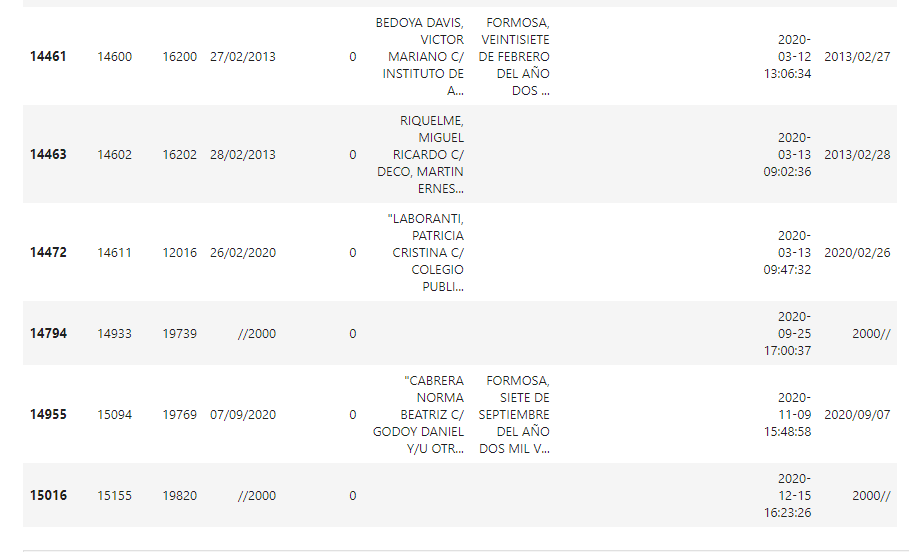 14461 14600 16200 27/02/2013 0 BEDOYA DAVIS, VICTOR MARIANO C/ INSTITUTO DE A... FORMOSA, VEINTISIETE DE FEBRERO DEL AÑO DOS ... 2020-03-12 13:06:34 2013/02/27
14463 14602 16202 28/02/2013 0 RIQUELME, MIGUEL RICARDO C/ DECO, MARTIN ERNES... 2020-03-13 09:02:36 2013/02/28
14472 14611 12016 26/02/2020 0 "LABORANTI, PATRICIA CRISTINA C/ COLEGIO PUBLI... 2020-03-13 09:47:32 2020/02/26
14794 14933 19739 //2000 0 2020-09-25 17:00:37 2000//
14955 15094 19769 07/09/2020 0 "CABRERA NORMA BEATRIZ C/ GODOY DANIEL Y/U OTR... FORMOSA, SIETE DE SEPTIEMBRE DEL AÑO DOS MIL V... 2020-11-09 15:48:58 2020/09/07
15016 15155 19820 //2000 0 2020-12-15 16:23:26 2000//